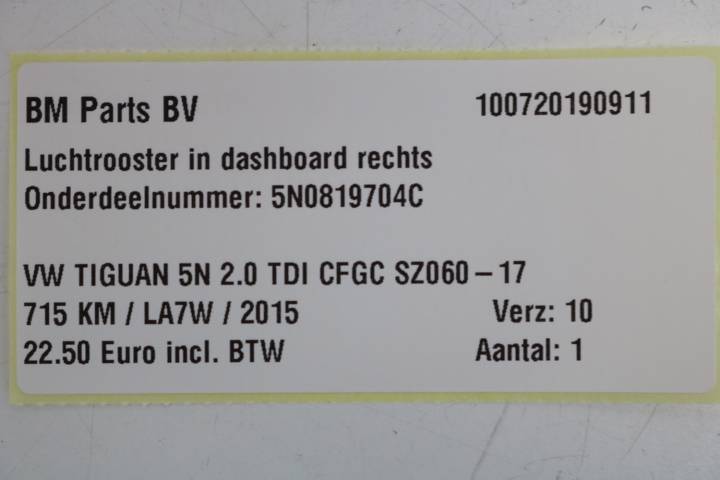 BM Parts BV 100720190911
Luchtrooster in dashboard rechts
Onderdeelnummer: 5N0819704C
VW TIGUAN 5N 2.0 TDI CFGC SZ060 – 17
715 KM / LA7W / 2015 Verz: 10
22.50 Euro incl. BTW Aantal: 1